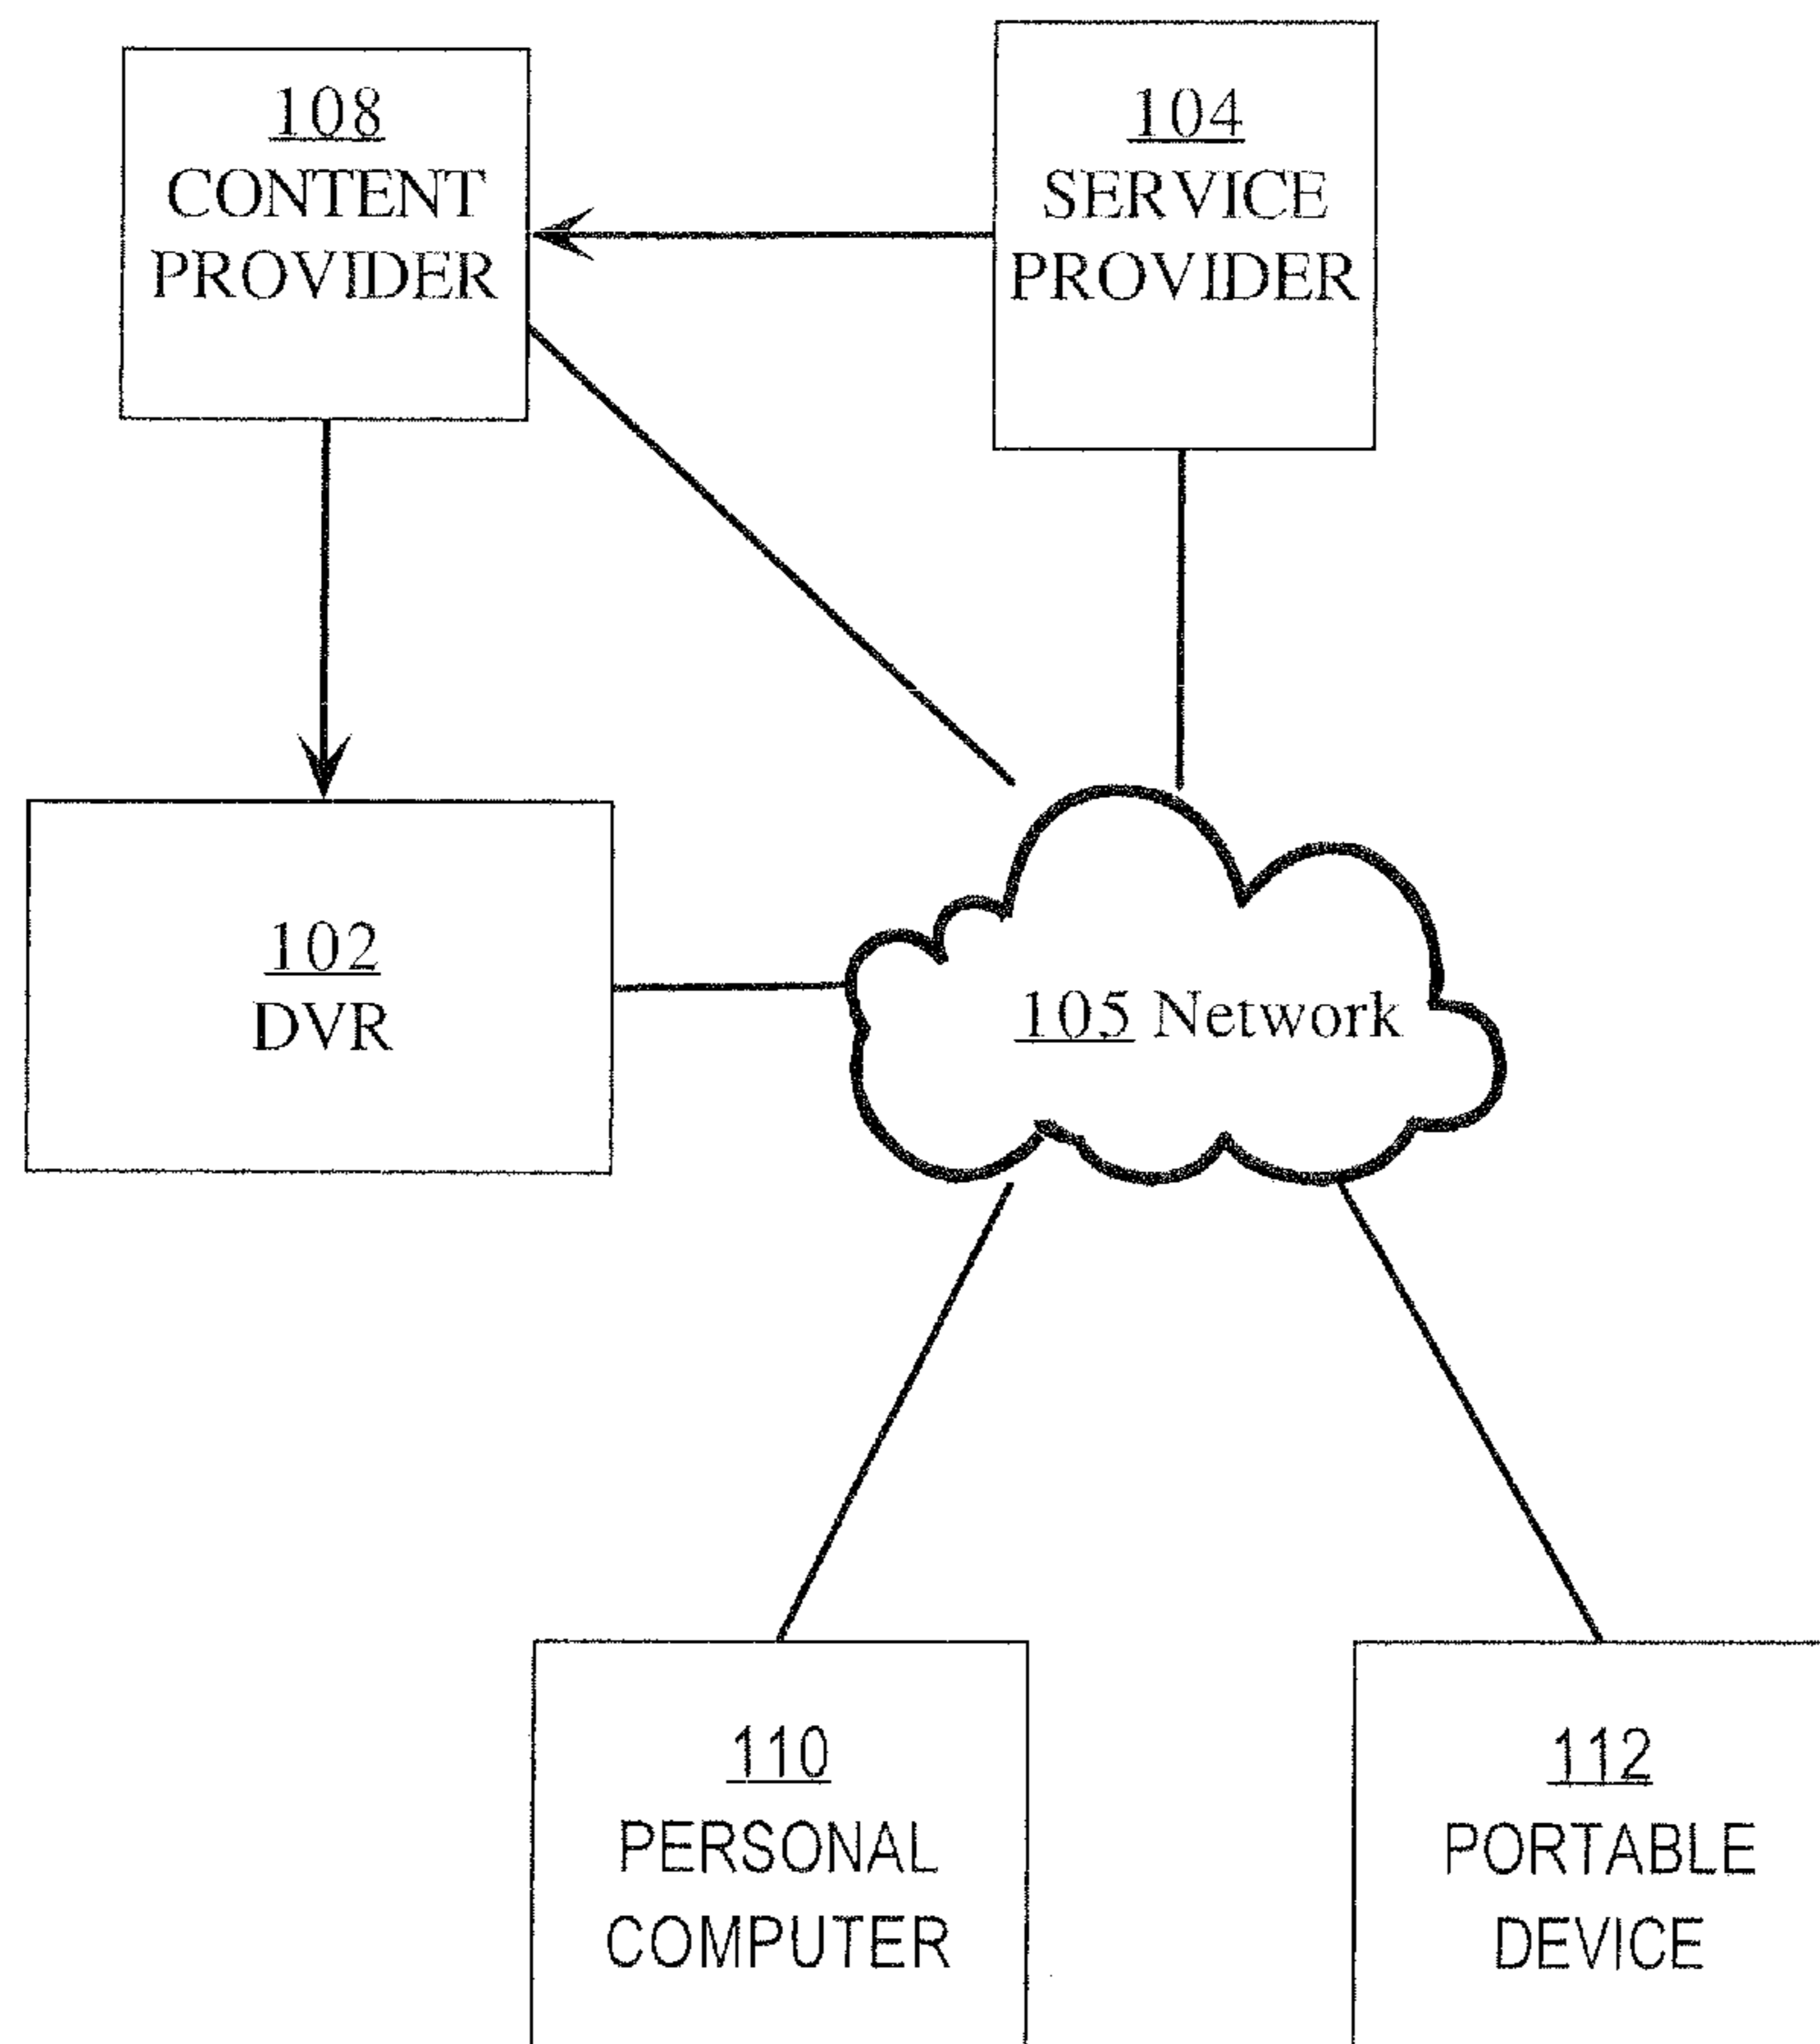 108
CONTENT
PROVIDER
104
SERVICE
PROVIDER
102
DVR
105 Network
110
PERSONAL
COMPUTER
112
PORTABLE
DEVICE